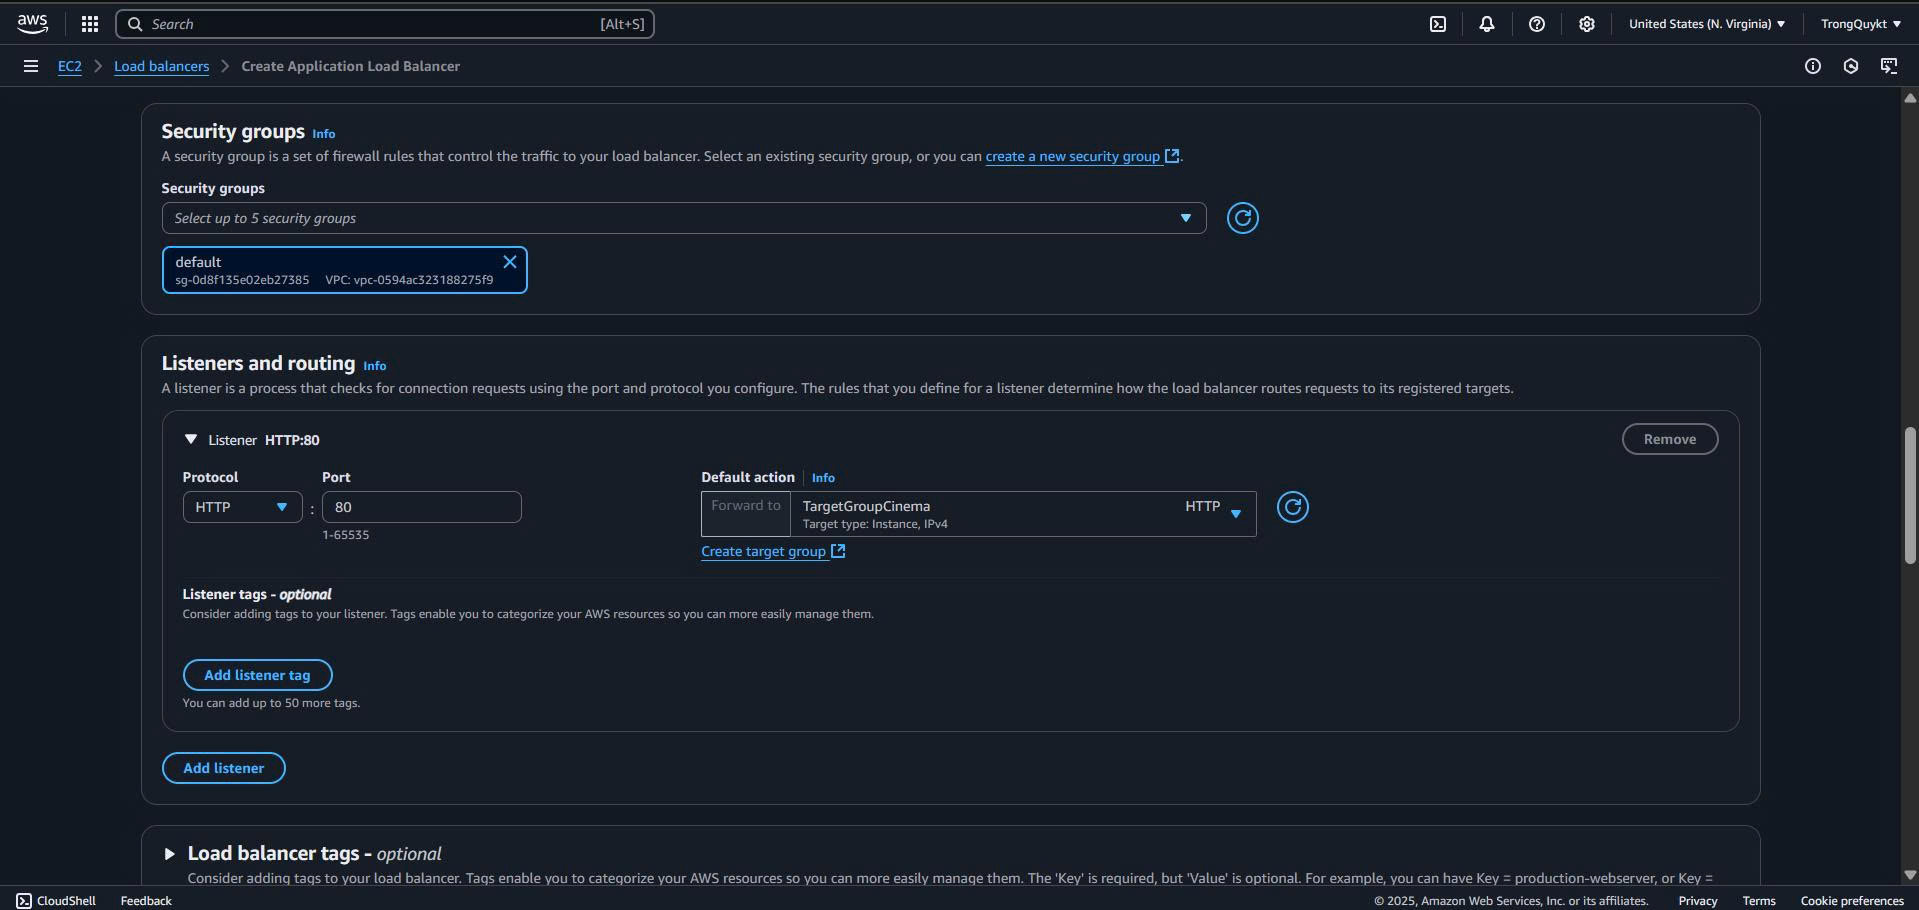 aws
Search [Alt+S]
United States (N. Virginia)
TrongQuykt
EC2
Load balancers
Create Application Load Balancer
Security groups Info
A security group is a set of firewall rules that control the traffic to your load balancer. Select an existing security group, or you can create a new security group.
Security groups
Select up to 5 security groups
default
sg-0d8f135e02eb27385 VPC: vpc-0594ac323188275f9
Listeners and routing Info
A listener is a process that checks for connection requests using the port and protocol you configure. The rules that you define for a listener determine how the load balancer routes requests to its registered targets.
Listener HTTP:80
Remove
Protocol
Port
Default action Info
HTTP
:
80
1-65535
Forward to
TargetGroupCinema
Target type: Instance, IPv4
HTTP
Create target group
Listener tags - optional
Consider adding tags to your listener. Tags enable you to categorize your AWS resources so you can more easily manage them.
Add listener tag
You can add up to 50 more tags.
Add listener
Load balancer tags - optional
Consider adding tags to your load balancer. Tags enable you to categorize your AWS resources so you can more easily manage them. The 'Key' is required, but 'Value' is optional. For example, you can have Key = production-webserver, or Key =
CloudShell
Feedback
© 2025, Amazon Web Services, Inc. or its affiliates.
Privacy
Terms
Cookie preferences